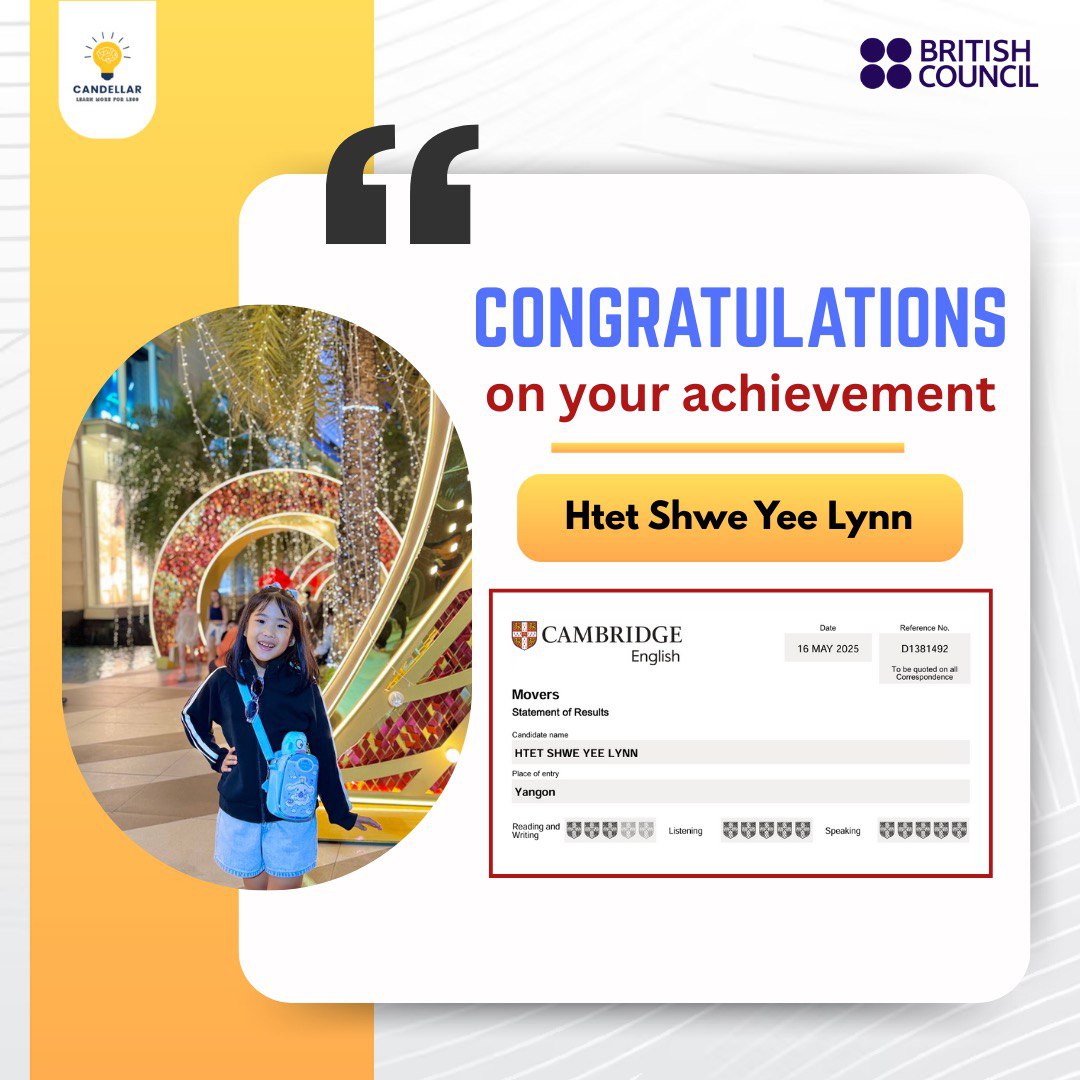 CANDELLAR
LEARN MORE FOR LESS
BRITISH
COUNCIL
CONGRATULATIONS
on your achievement
Htet Shwe Yee Lynn
CAMBRIDGE
English
Date
16 MAY 2025
Reference No.
D1381492
To be quoted on all
Correspondence
Movers
Statement of Results
Candidate name
HTET SHWE YEE LYNN
Place of entry
Yangon
Reading and
Writing
Listening
Speaking